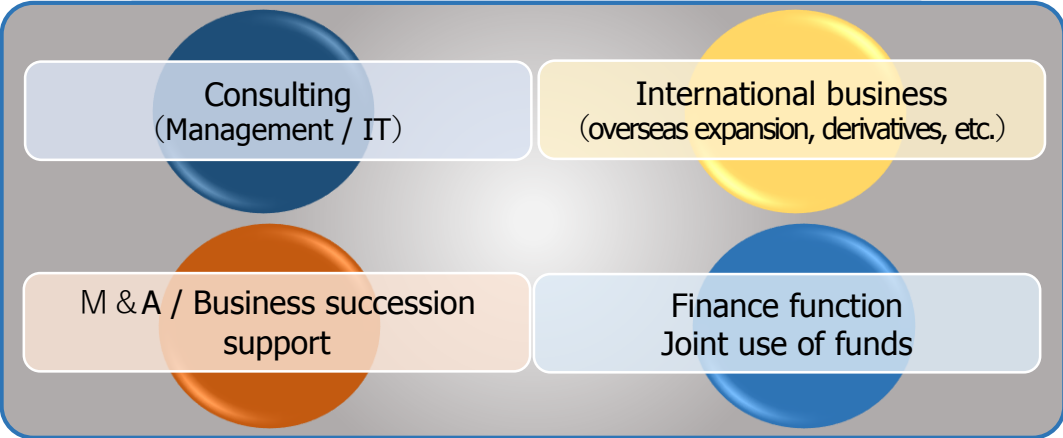 Consulting
（Management / IT）
International business
（overseas expansion, derivatives, etc.）
Ｍ＆A / Business succession
support
Finance function
Joint use of funds